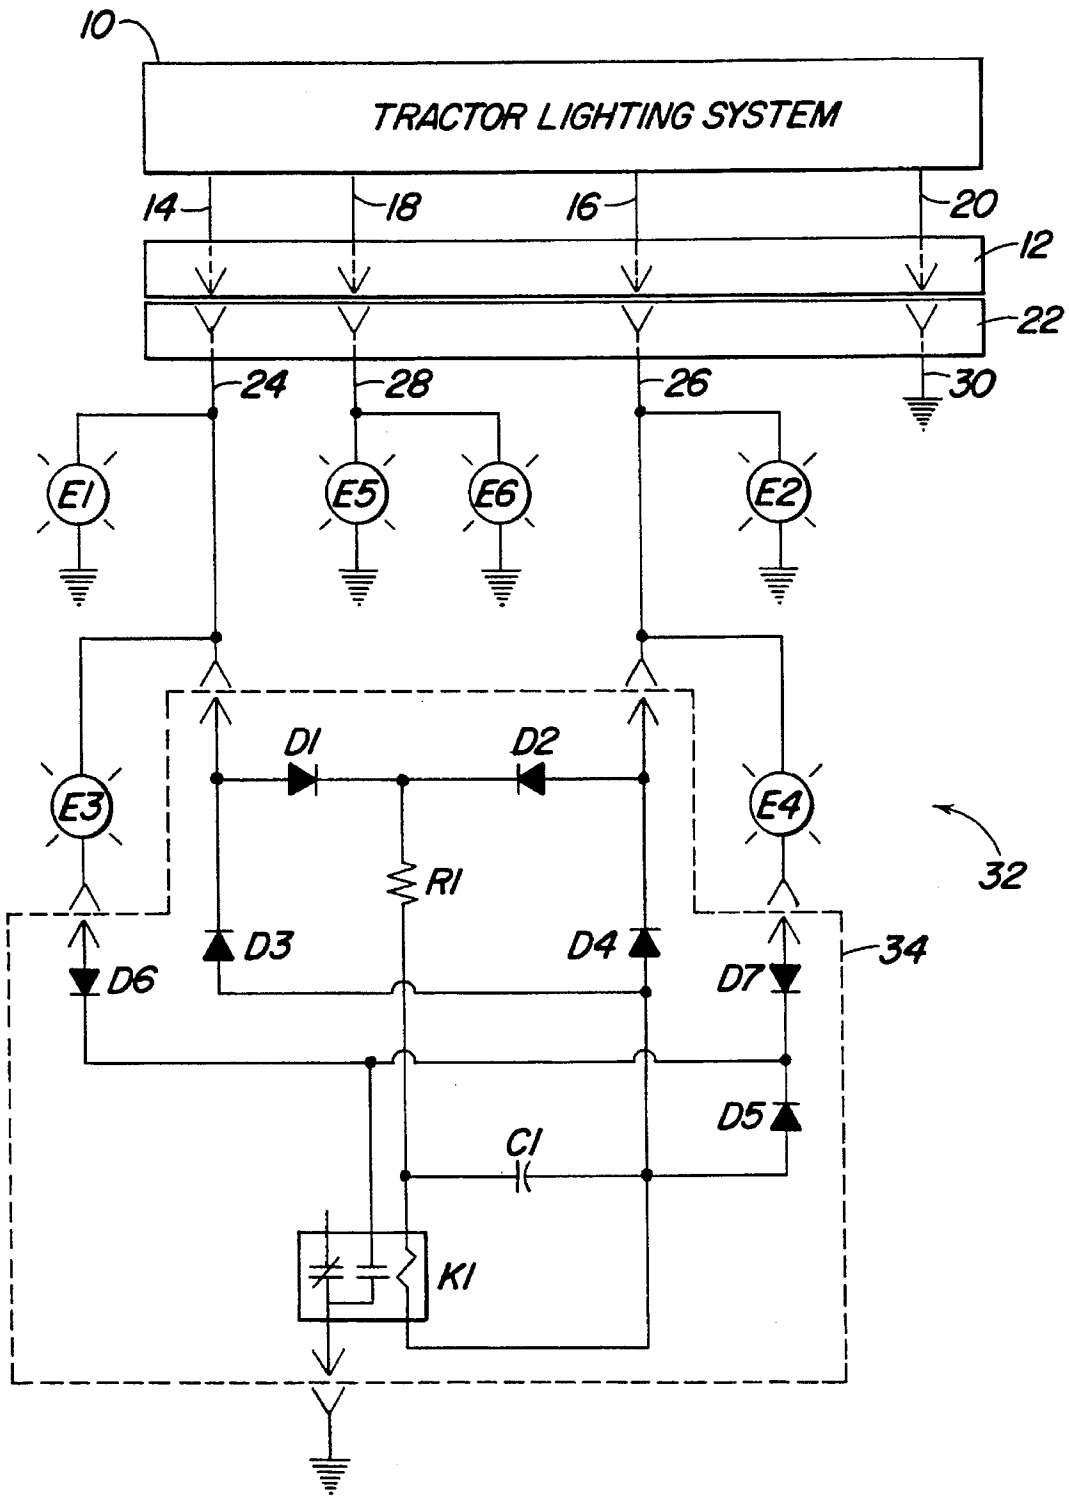 10
TRACTOR LIGHTING SYSTEM
14
18
16
20
12
22
24
28
26
30
E1
E5
E6
E2
D1
D2
E3
E4
R1
32
D3
D4
34
D6
D7
D5
C1
K1